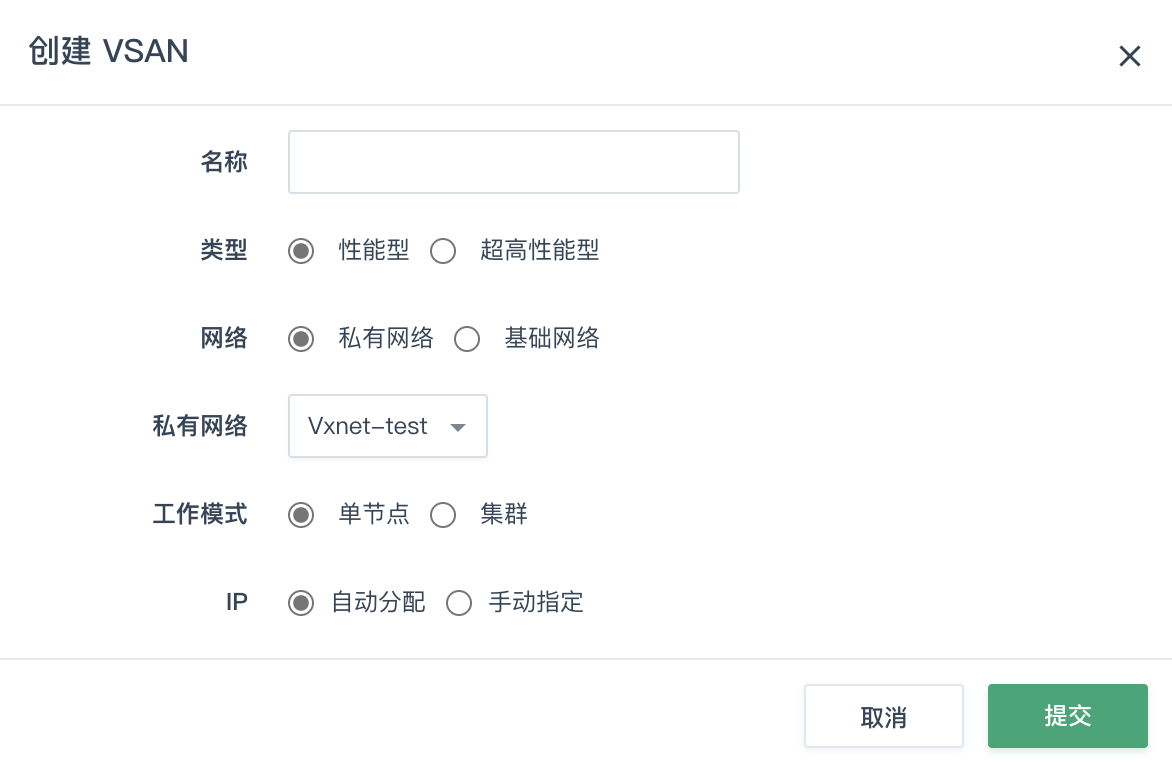 创建 VSAN
名称
类型 性能型 超高性能型
网络 私有网络 基础网络
私有网络 Vxnet-test
工作模式 单节点 集群
IP 自动分配 手动指定
取消 提交